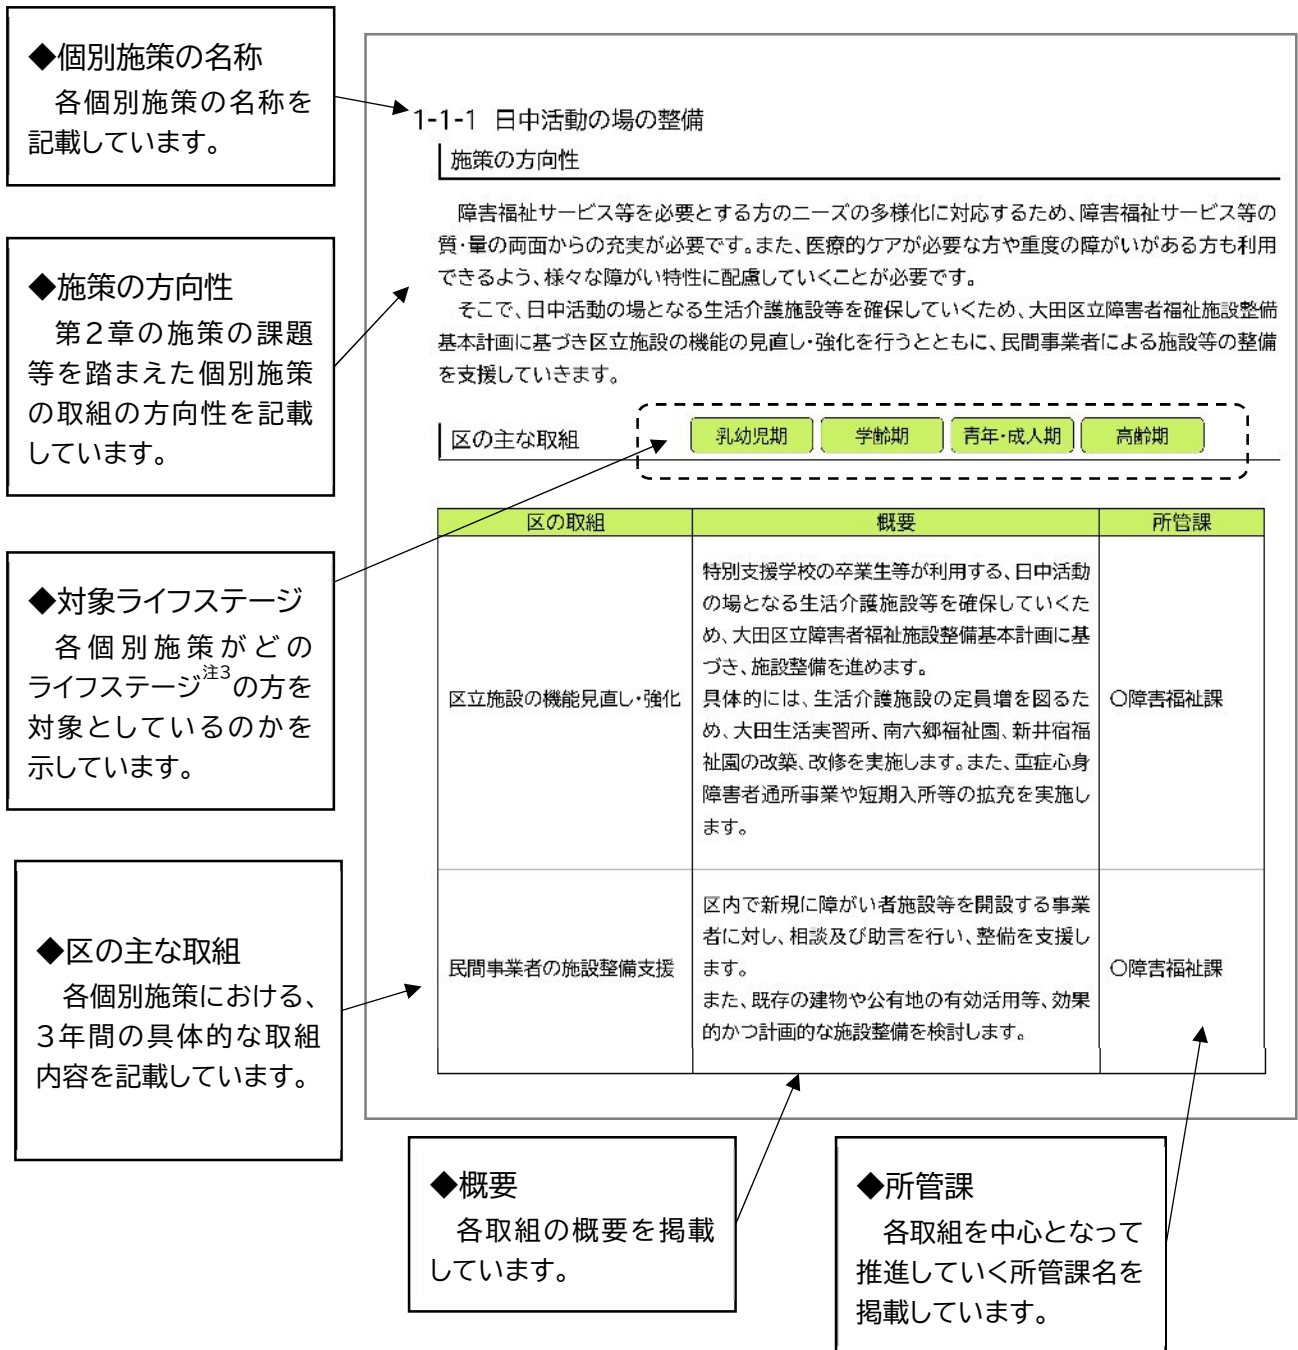 ◆個別施策の名称
各個別施策の名称を
記載しています。
◆施策の方向性
第2章の施策の課題
等を踏まえた個別施策
の取組の方向性を記載
しています。
◆対象ライフステージ
各個別施策がどの
ライフステージ注3の方を
対象としているのかを
示しています。
◆区の主な取組
各個別施策における、
3年間の具体的な取組
内容を記載しています。
1-1-1 日中活動の場の整備
施策の方向性
障害福祉サービス等を必要とする方のニーズの多様化に対応するため、障害福祉サービス等の
質・量の両面からの充実が必要です。また、医療的ケアが必要な方や重度の障がいがある方も利用
できるよう、様々な障がい特性に配慮していくことが必要です。
そこで、日中活動の場となる生活介護施設等を確保していくため、大田区立障害者福祉施設整備
基本計画に基づき区立施設の機能の見直し・強化を行うとともに、民間事業者による施設等の整備
を支援していきます。
区の主な取組
乳幼児期 学齢期 青年・成人期 高齢期
区の取組 概要 所管課
区立施設の機能見直し・強化
特別支援学校の卒業生等が利用する、日中活動
の場となる生活介護施設等を確保していくた
め、大田区立障害者福祉施設整備基本計画に基
づき、施設整備を進めます。
具体的には、生活介護施設の定員増を図るた
め、大田生活実習所、南六郷福祉園、新井宿福
祉園の改築、改修を実施します。また、重症心身
障害者通所事業や短期入所等の拡充を実施し
ます。
〇障害福祉課
民間事業者の施設整備支援
区内で新規に障がい者施設等を開設する事業
者に対し、相談及び助言を行い、整備を支援し
ます。
また、既存の建物や公有地の有効活用等、効果
的かつ計画的な施設整備を検討します。
〇障害福祉課
◆概要
各取組の概要を掲載
しています。
◆所管課
各取組を中心となって
推進していく所管課名を
掲載しています。